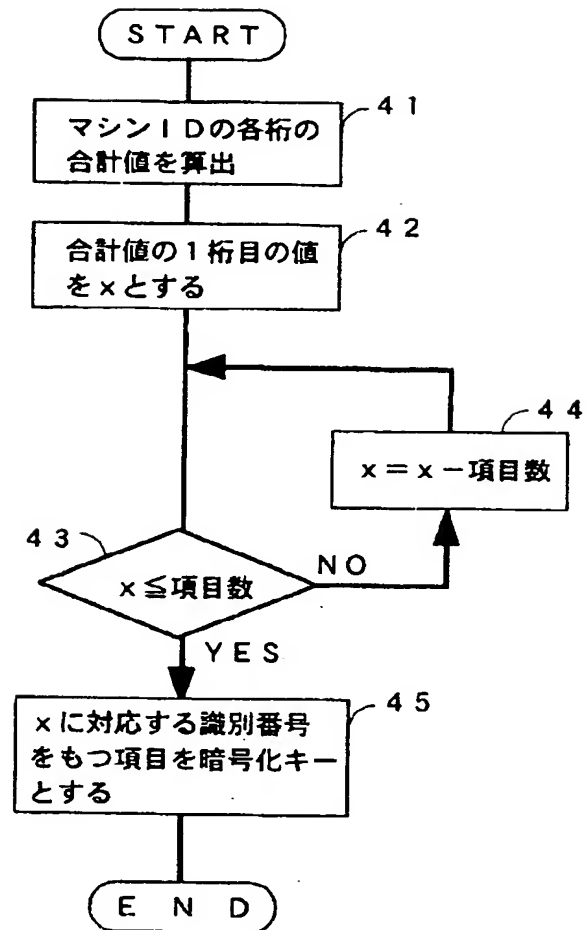 START
41
マシンIDの各桁の
合計値を算出
42
合計値の1桁目の値
をxとする
44
x=x-項目数
43
x≦項目数
NO
YES
45
xに対応する識別番号
をもつ項目を暗号化キー
とする
END